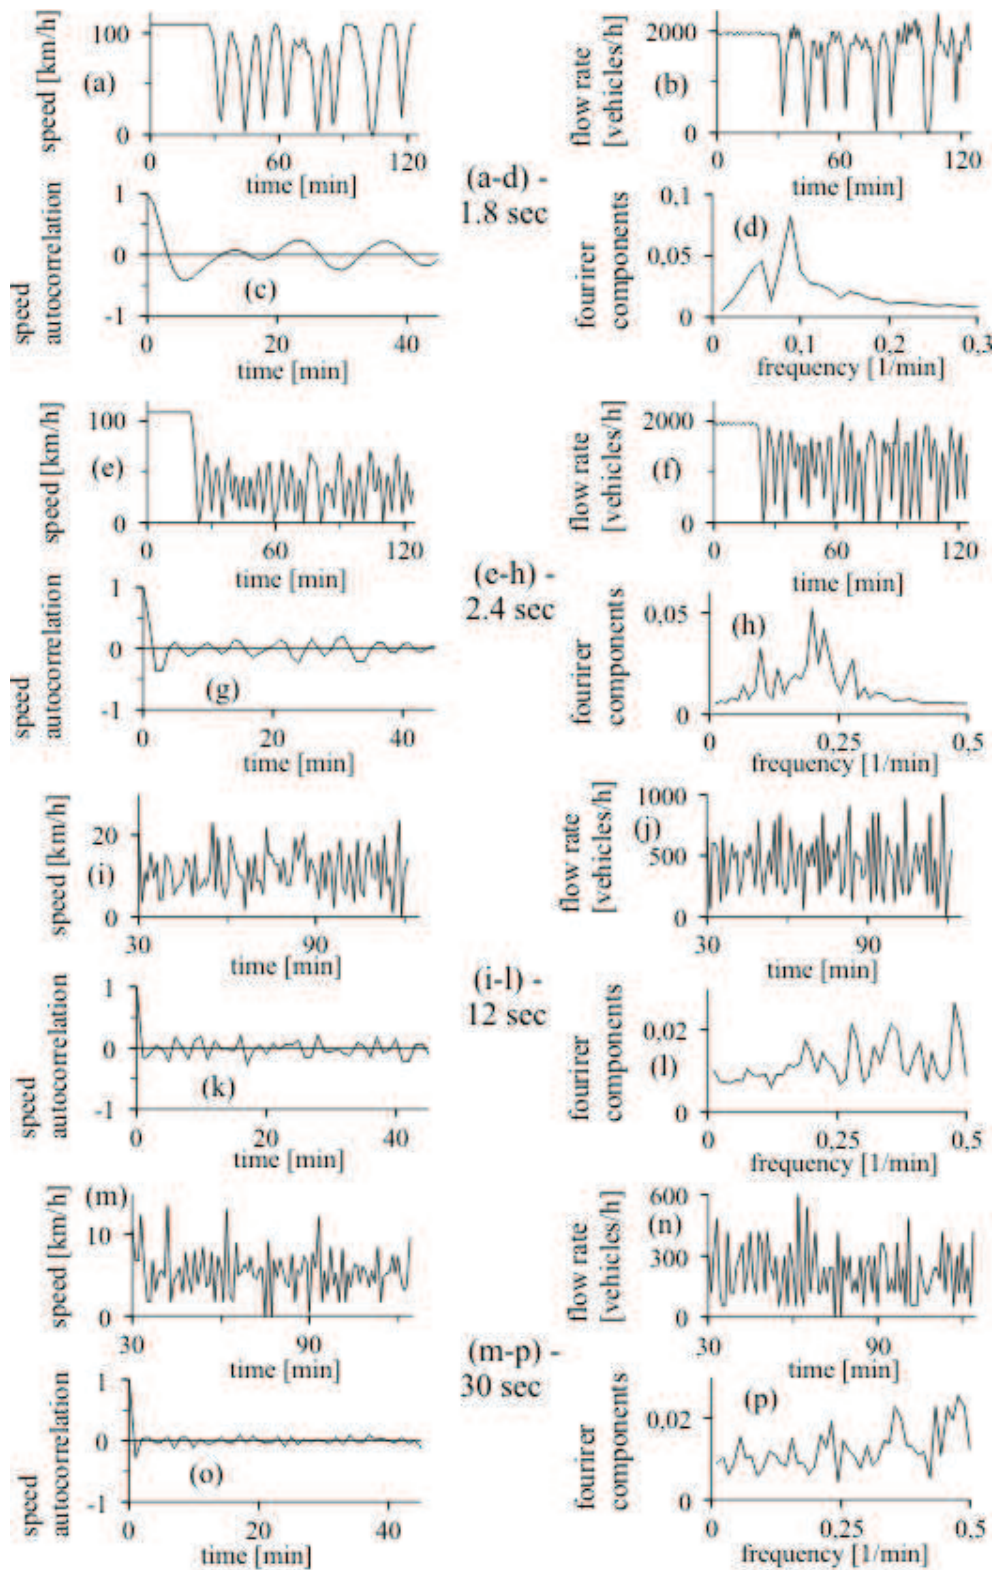 speed [km/h]
100
0
(a)
0
60
120
time [min]
flow rate
[vehicles/h]
2000
0
(b)
0
60
120
time [min]
(a-d) -
1.8 sec
speed
autocorrelation
1
0
-1
(c)
0
20
40
time [min]
fourirer
components
0,1
0,05
0
(d)
0
0,1
0,2
0,3
frequency [1/min]
speed [km/h]
100
0
(e)
0
60
120
time [min]
flow rate
[vehicles/h]
2000
0
(f)
0
60
120
time [min]
(e-h) -
2.4 sec
speed
autocorrelation
1
0
-1
(g)
0
20
40
time [min]
fourirer
components
0,05
0
(h)
0
0,25
0,5
frequency [1/min]
speed [km/h]
20
0
(i)
30
90
time [min]
flow rate
[vehicles/h]
1000
500
0
(j)
30
90
time [min]
(i-l) -
12 sec
speed
autocorrelation
1
0
-1
(k)
0
20
40
time [min]
fourirer
components
0,02
0
(l)
0
0,25
0,5
frequency [1/min]
speed [km/h]
10
0
(m)
30
90
time [min]
flow rate
[vehicles/h]
600
300
0
(n)
30
90
time [min]
(m-p) -
30 sec
speed
autocorrelation
1
0
-1
(o)
0
20
40
time [min]
fourirer
components
0,02
0
(p)
0
0,25
0,5
frequency [1/min]